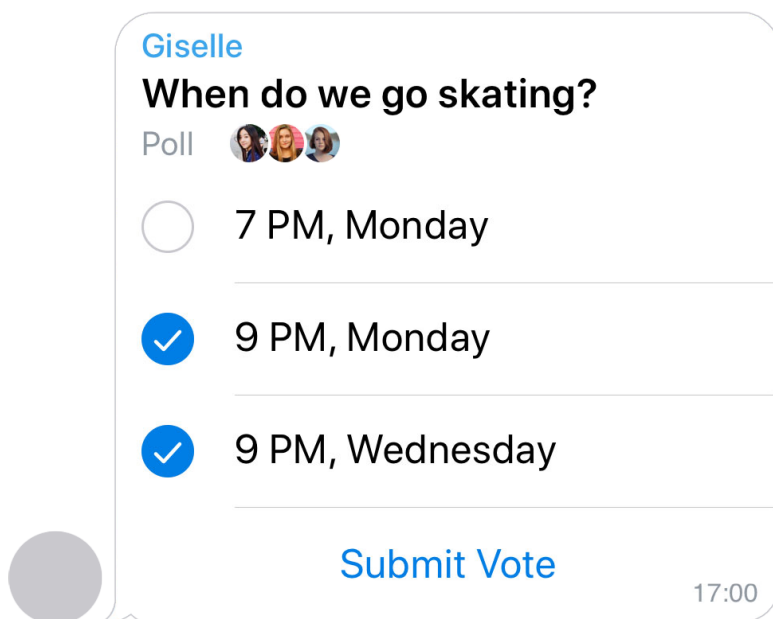 Giselle
When do we go skating?
Poll
7 PM, Monday
9 PM, Monday
9 PM, Wednesday
Submit Vote
17:00